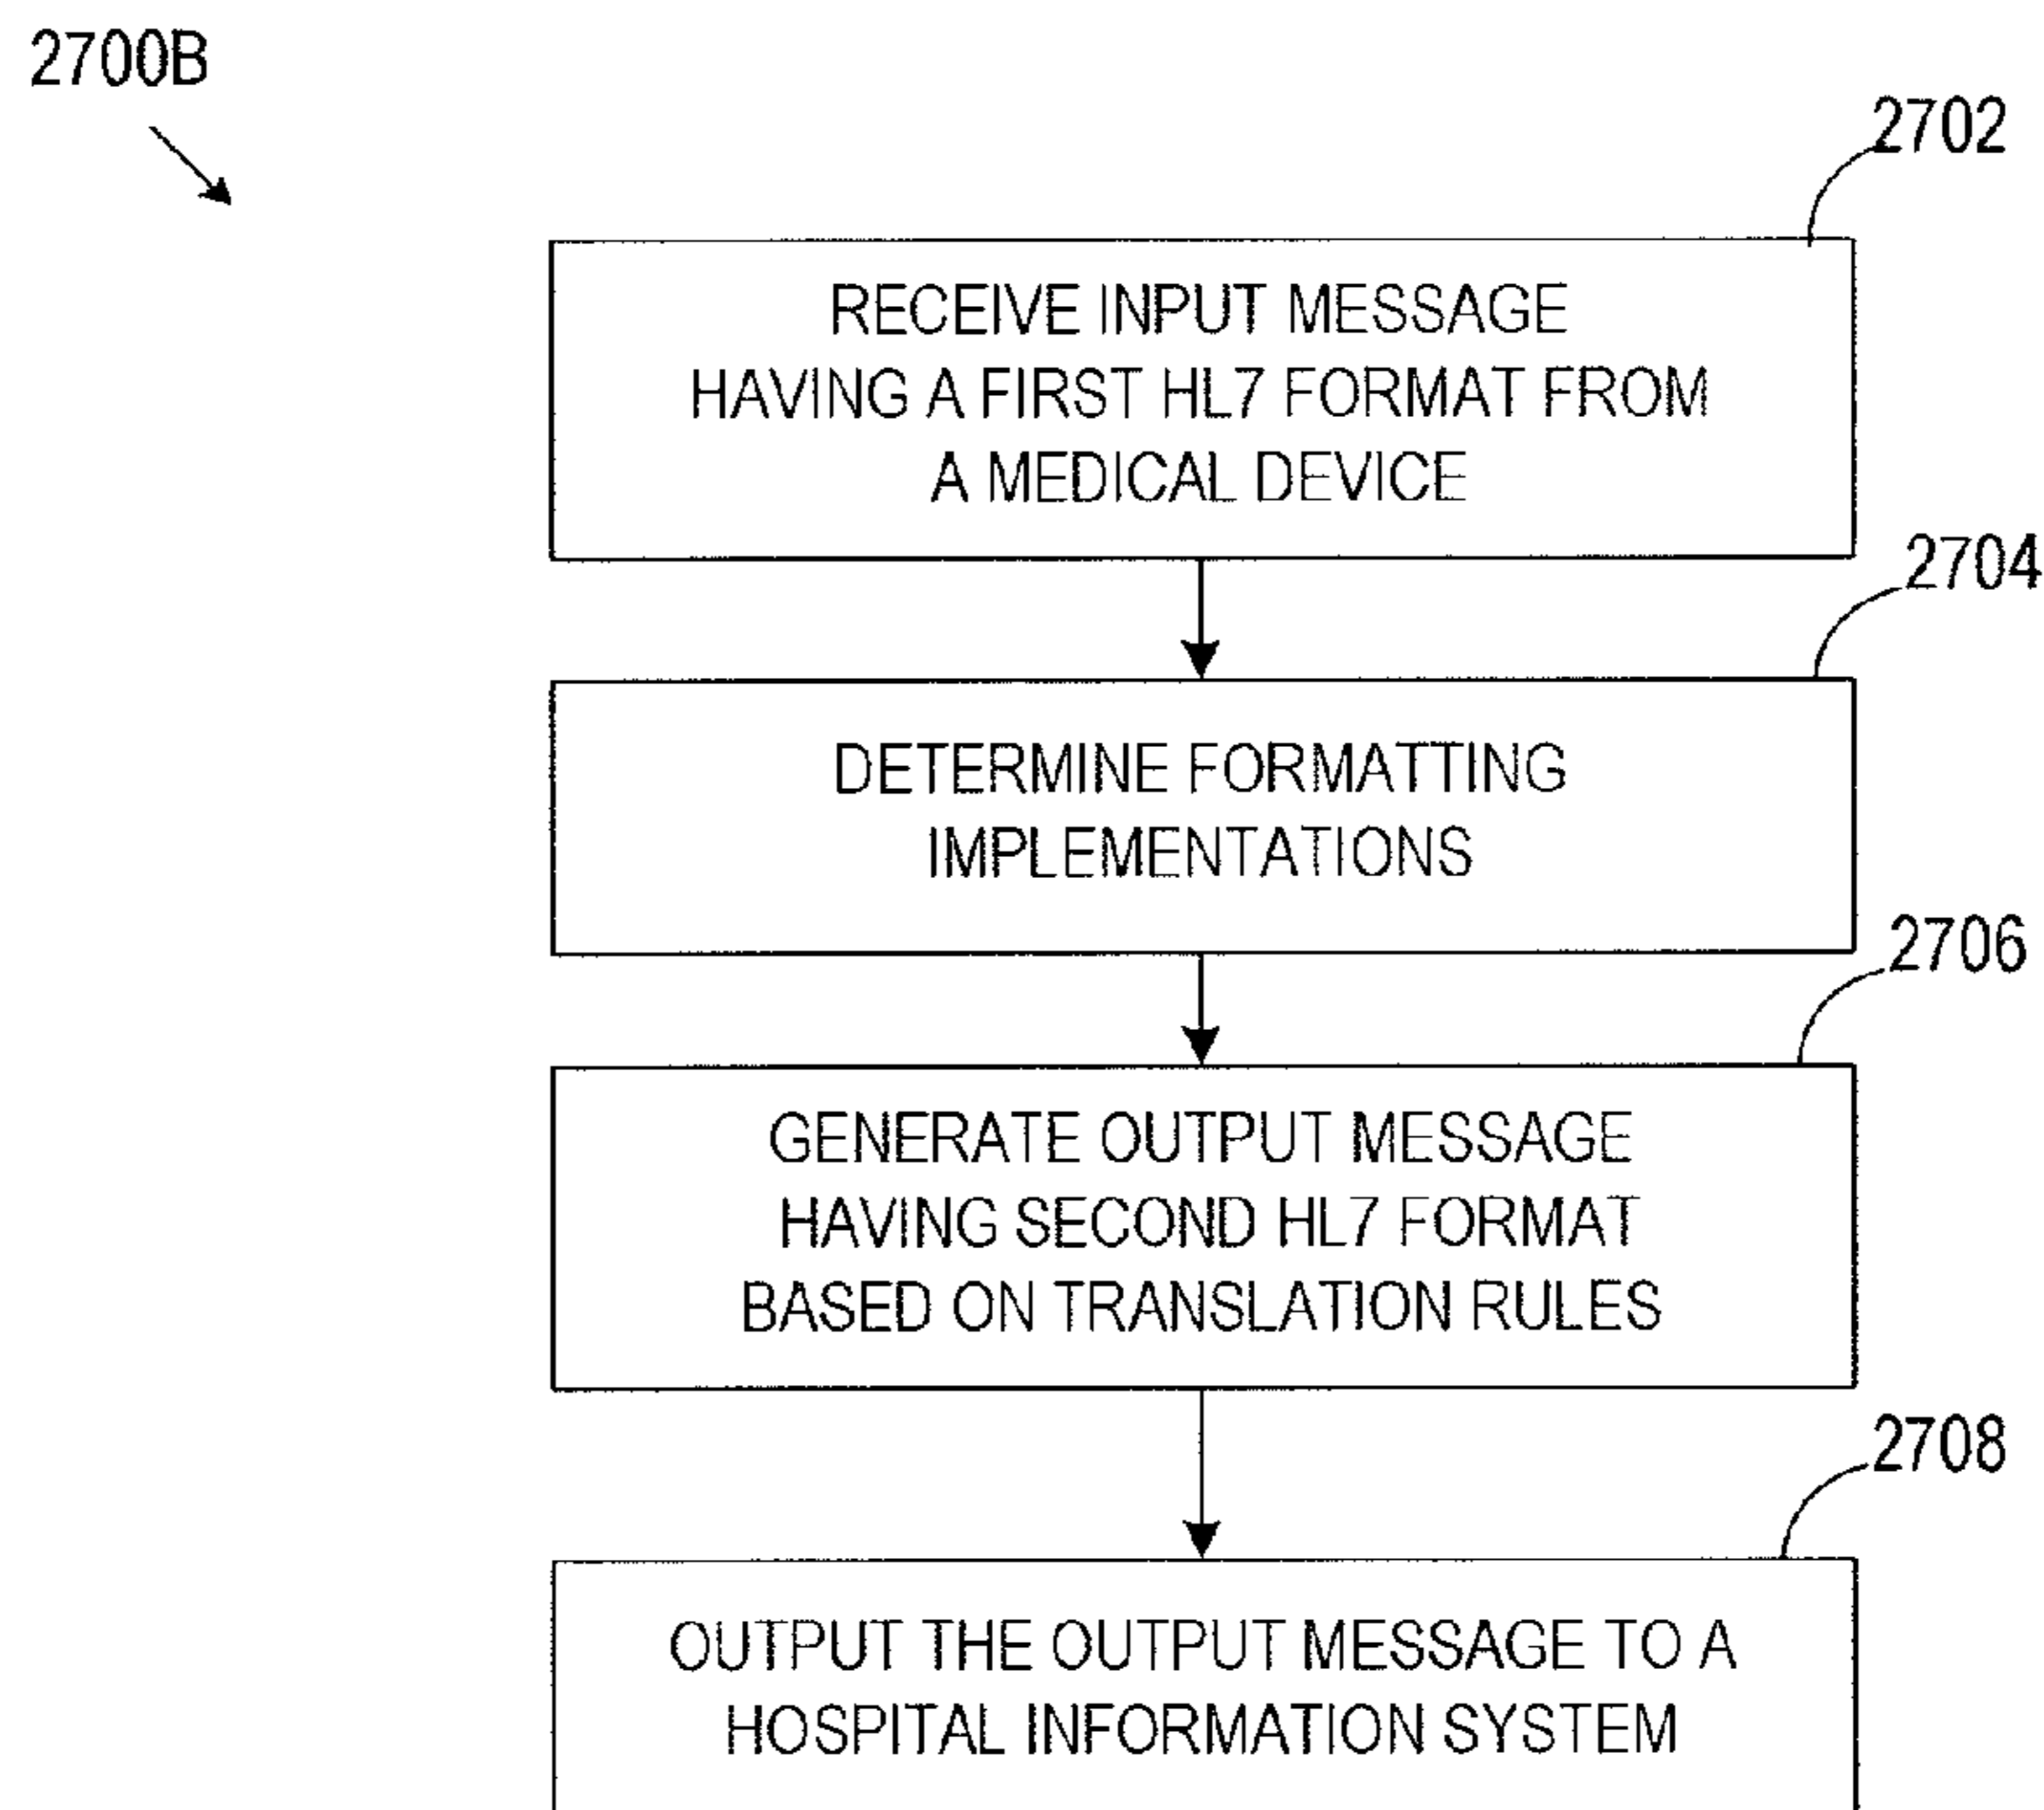 2700B
2702
RECEIVE INPUT MESSAGE
HAVING A FIRST HL7 FORMAT FROM
A MEDICAL DEVICE
2704
DETERMINE FORMATTING
IMPLEMENTATIONS
2706
GENERATE OUTPUT MESSAGE
HAVING SECOND HL7 FORMAT
BASED ON TRANSLATION RULES
2708
OUTPUT THE OUTPUT MESSAGE TO A
HOSPITAL INFORMATION SYSTEM